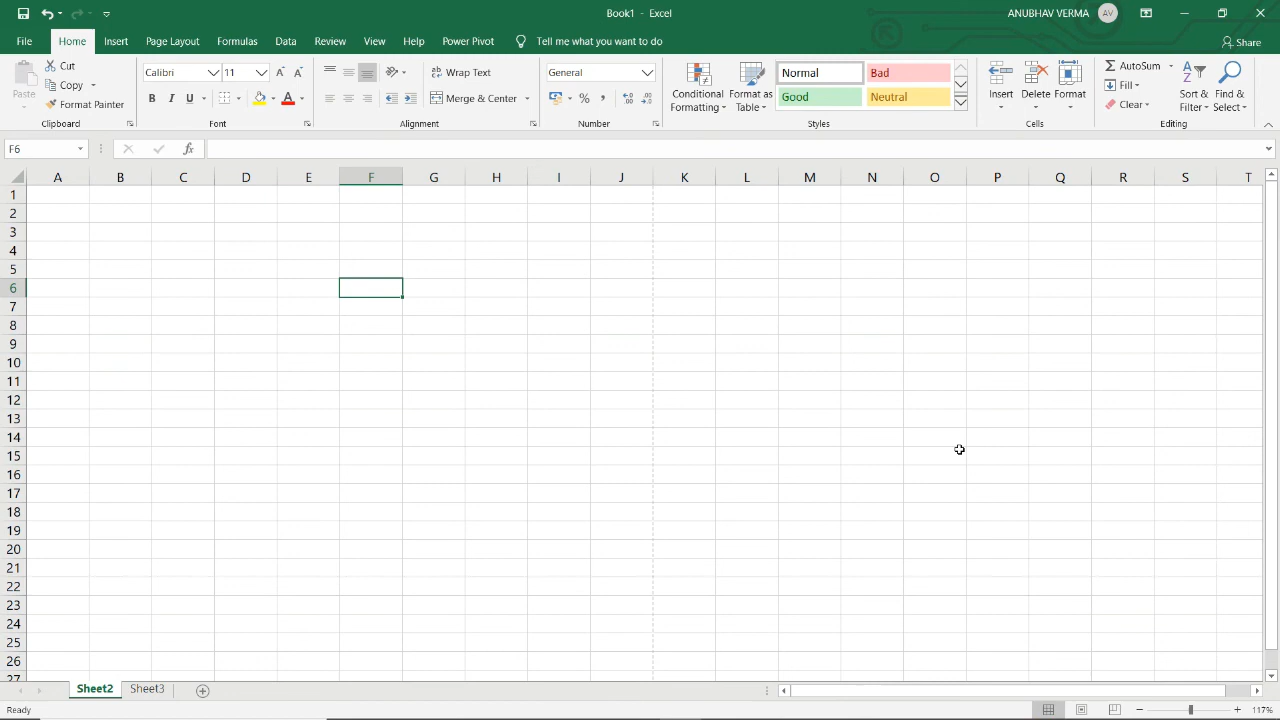 Book1 - Excel
ANUBHAV VERMA AV
File Home Insert Page Layout Formulas Data Review View Help Power Pivot Tell me what you want to do Share
Paste
Cut
Copy
Format Painter
Clipboard
Calibri 11
B I U A
Font
Wrap Text
Merge & Center
Alignment
General
%
Number
Conditional
Formatting
Format as
Table
Normal Bad
Good Neutral
Styles
Insert Delete Format
Cells
AutoSum
Fill
Clear
Sort &
Filter
Find &
Select
Editing
F6 fx
A B C D E F G H I J K L M N O P Q R S T
1
2
3
4
5
6
7
8
9
10
11
12
13
14
15
16
17
18
19
20
21
22
23
24
25
26
27
Sheet2 Sheet3
Ready 117%